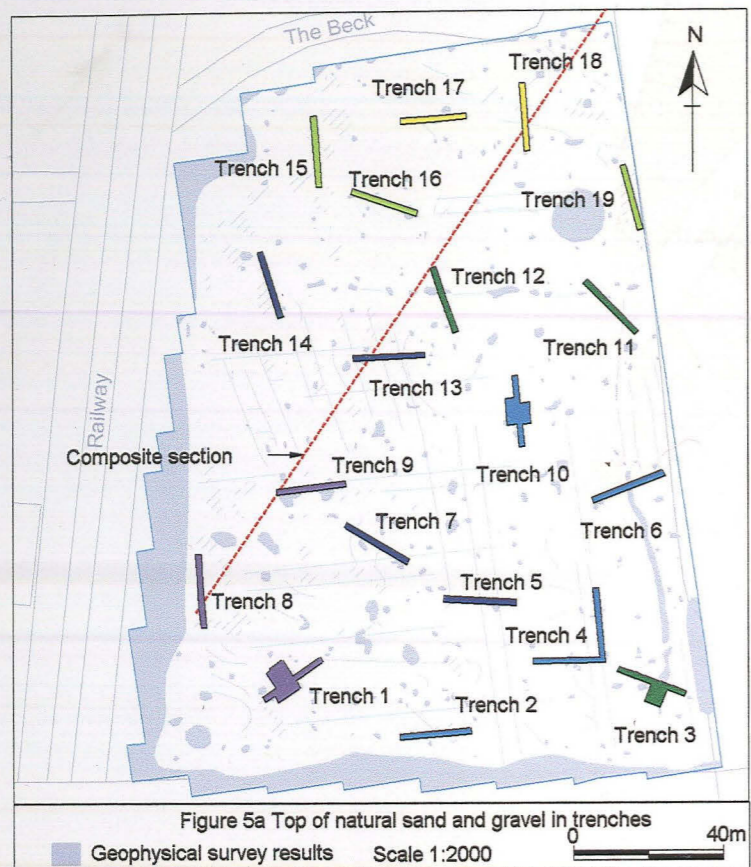 The Beck
N
Trench 18
Trench 17
Trench 15
Trench 16
Trench 19
Trench 12
Trench 14
Trench 11
Trench 13
Railway
Composite section
Trench 9
Trench 10
Trench 7
Trench 6
Trench 5
Trench 8
Trench 4
Trench 1
Trench 2
Trench 3
Figure 5a Top of natural sand and gravel in trenches
Geophysical survey results
Scale 1:2000
0
40m